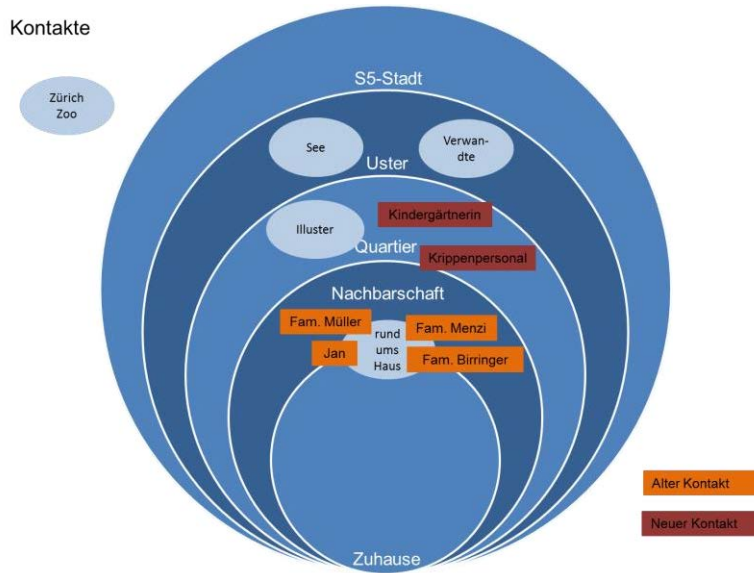 Kontakte
S5-Stadt
Zürich
Zoo
See
Verwan-
dte
Uster
Kindergärtnerin
Illuster
Quartier
Krippenpersonal
Nachbarschaft
Fam. Müller
rund
ums
Haus
Fam. Menzi
Jan
Fam. Birringer
Alter Kontakt
Neuer Kontakt
Zuhause